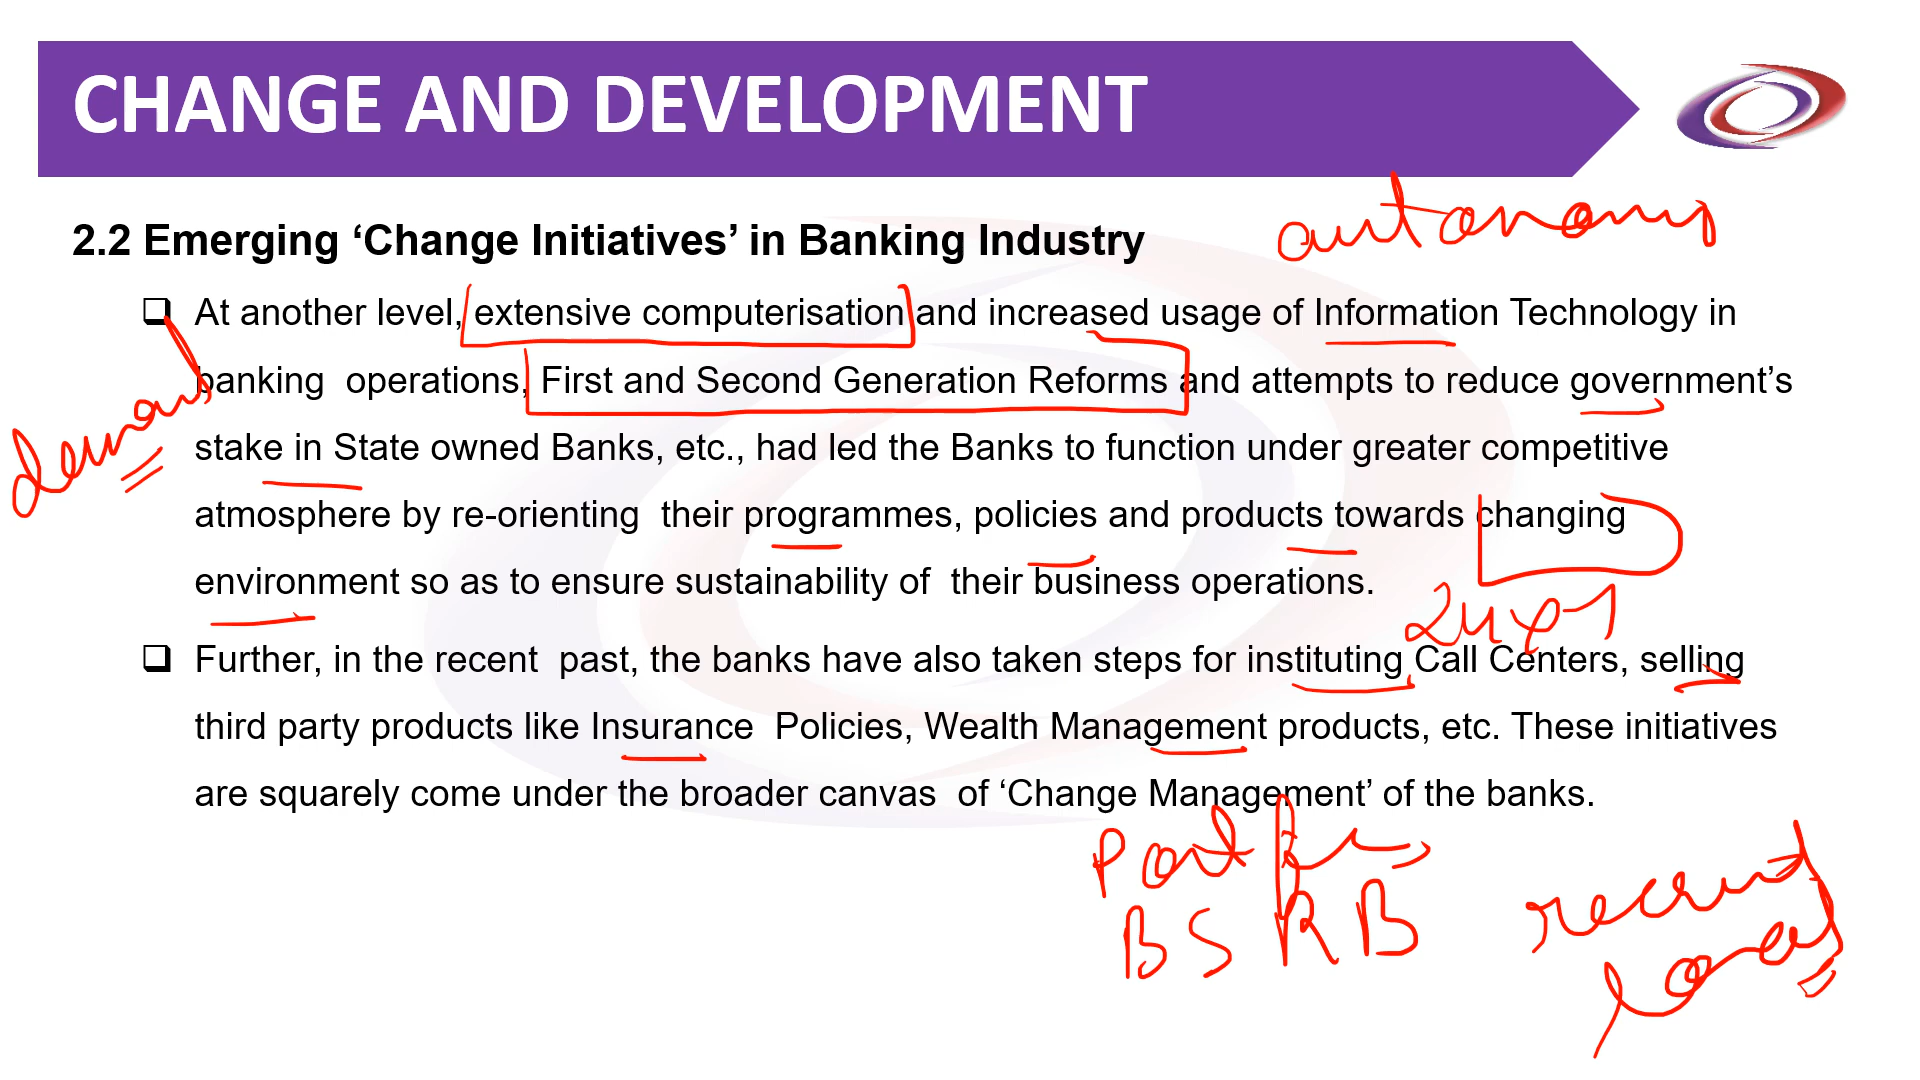 CHANGE AND DEVELOPMENT
autonomy
2.2 Emerging ‘Change Initiatives’ in Banking Industry
❑ At another level, extensive computerisation and increased usage of Information Technology in
banking operations, First and Second Generation Reforms and attempts to reduce government’s
stake in State owned Banks, etc., had led the Banks to function under greater competitive
demand
atmosphere by re-orienting their programmes, policies and products towards changing
environment so as to ensure sustainability of their business operations.
24x7
❑ Further, in the recent past, the banks have also taken steps for instituting Call Centers, selling
third party products like Insurance Policies, Wealth Management products, etc. These initiatives
are squarely come under the broader canvas of ‘Change Management’ of the banks.
BSRB